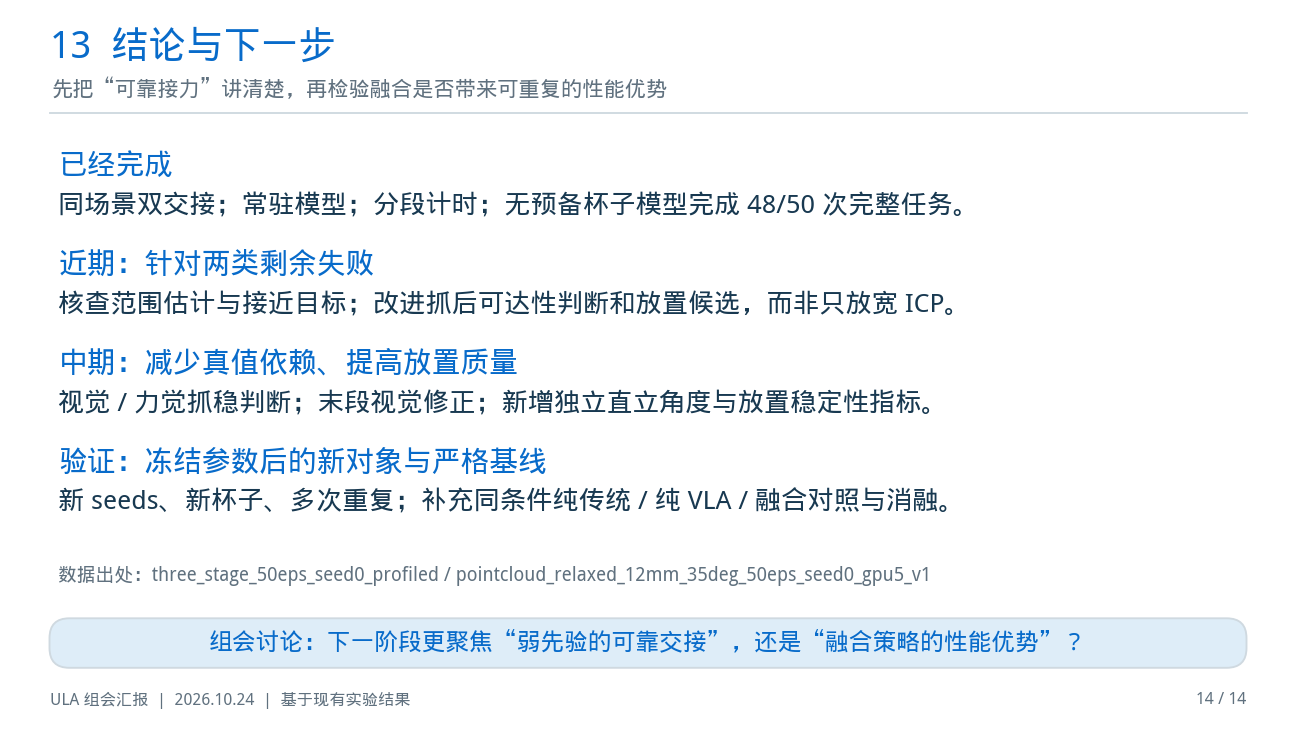 13 结论与下一步
先把“可靠接力”讲清楚，再检验融合是否带来可重复的性能优势
已经完成
同场景双交接；常驻模型；分段计时；无预备杯子模型完成 48/50 次完整任务。
近期：针对两类剩余失败
核查范围估计与接近目标；改进抓后可达性判断和放置候选，而非只放宽 ICP。
中期：减少真值依赖、提高放置质量
视觉 / 力觉抓稳判断；末段视觉修正；新增独立直立角度与放置稳定性指标。
验证：冻结参数后的新对象与严格基线
新 seeds、新杯子、多次重复；补充同条件纯传统 / 纯 VLA / 融合对照与消融。
数据出处：three_stage_50eps_seed0_profiled / pointcloud_relaxed_12mm_35deg_50eps_seed0_gpu5_v1
组会讨论：下一阶段更聚焦“弱先验的可靠交接”，还是“融合策略的性能优势”？
ULA 组会汇报 | 2026.10.24 | 基于现有实验结果
14 / 14